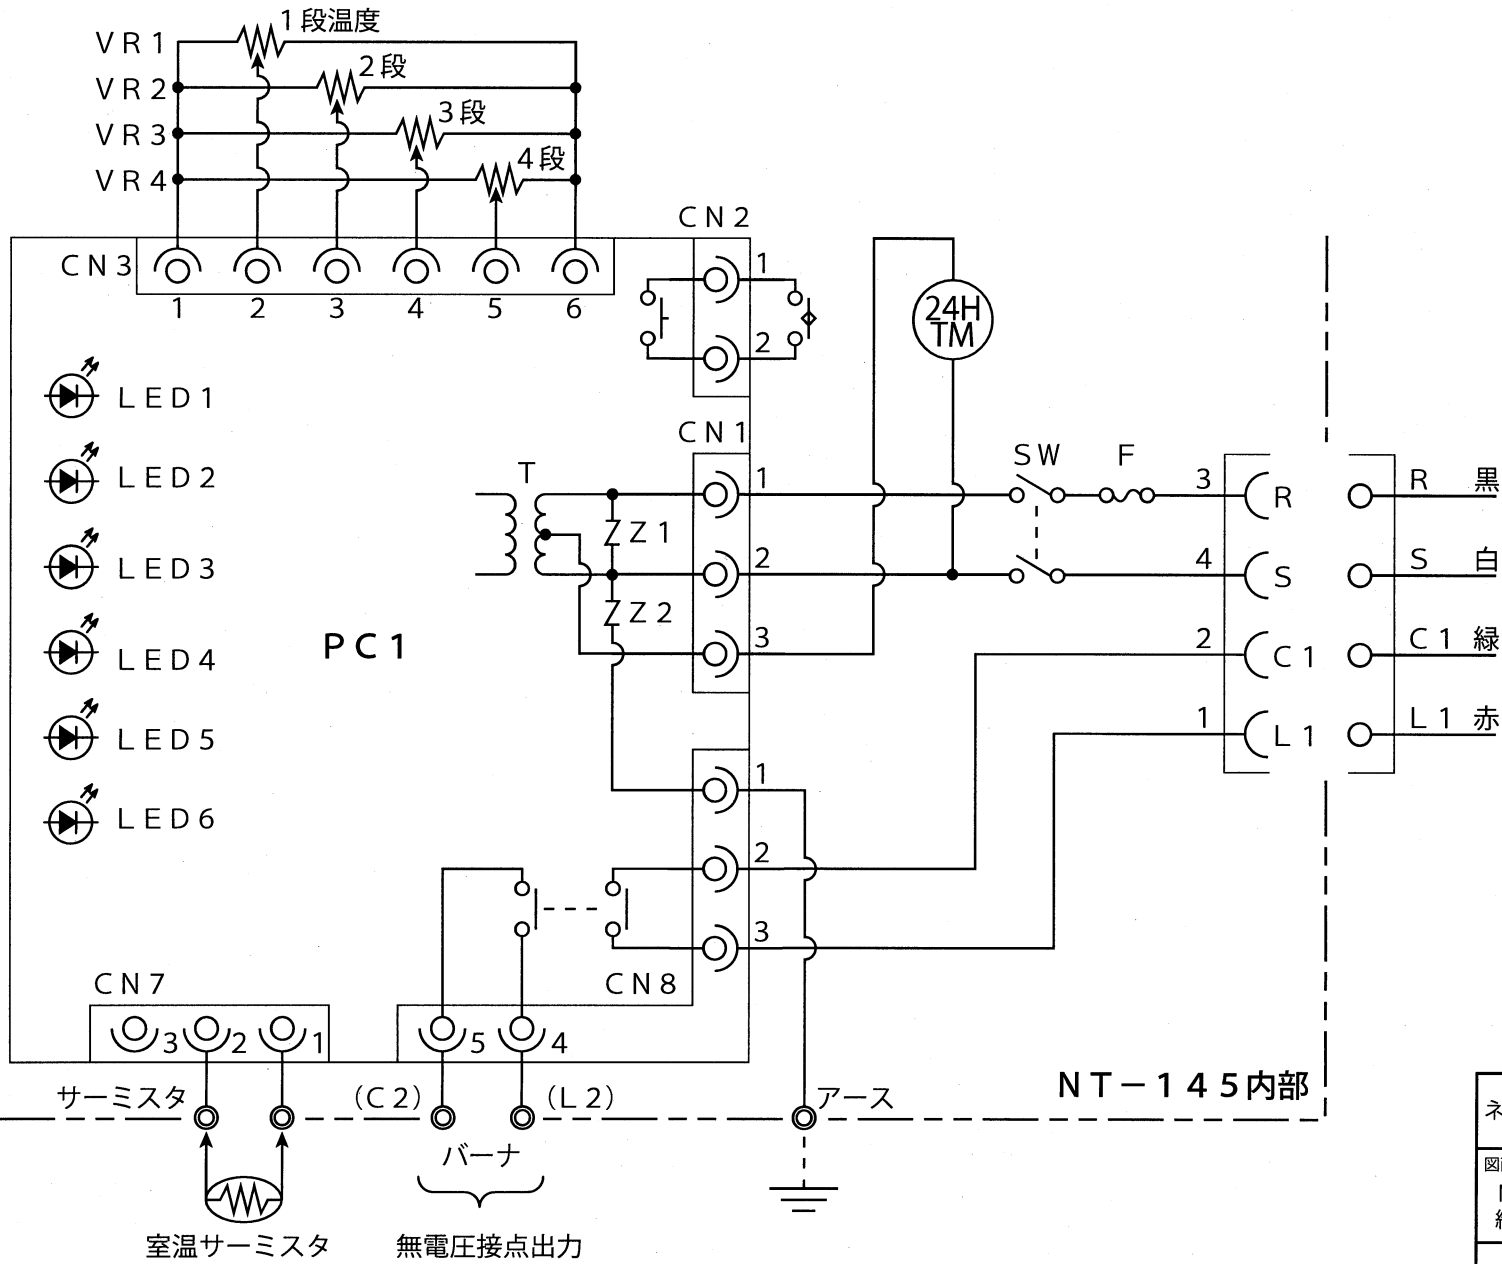 VR1
1段温度
VR2
2段
VR3
3段
VR4
4段
CN3
1 2 3 4 5 6
CN2
1
2
24H
TM
LED1
LED2
LED3
LED4
LED5
LED6
PC1
T
Z1
Z2
CN1
1
2
3
SW
F
3 R
4 S
2 C1
1 L1
R 黒
S 白
C1 緑
L1 赤
1
2
3
CN8
CN7
3 2 1
5 4
サーミスタ
(C2)
(L2)
アース
NT-145内部
バーナ
室温サーミスタ
無電圧接点出力